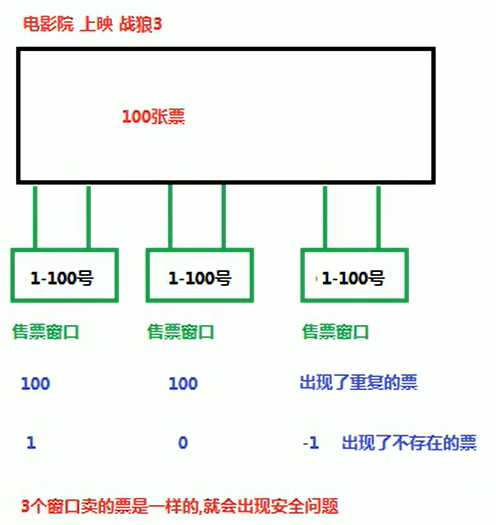 电影院 上映 战狼3
100张票
1-100号 1-100号 1-100号
售票窗口 售票窗口 售票窗口
100 100 出现了重复的票
1 0 -1 出现了不存在的票
3个窗口卖的票是一样的,就会出现安全问题